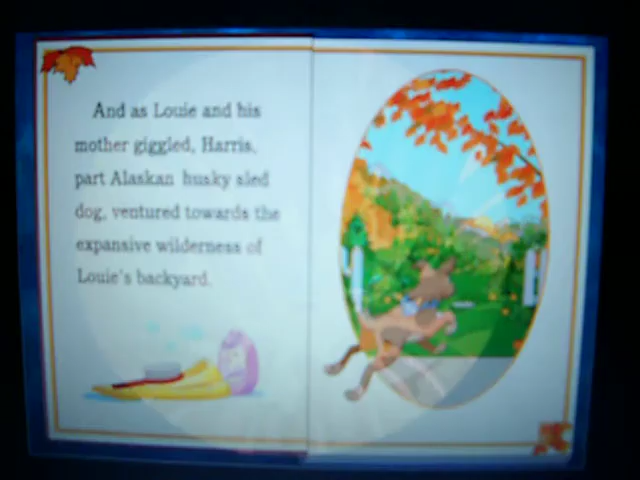 And as Louie and his
mother giggled, Harris,
part Alaskan husky sled
dog, ventured towards the
expansive wilderness of
Louie's backyard.